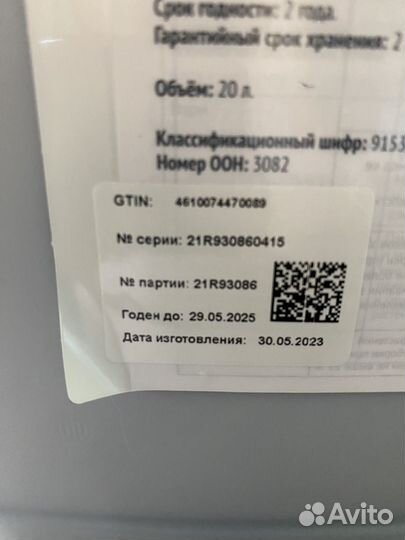 Срок годности: 2 года.
Гарантийный срок хранения: 2
Объём: 20 л.
Классификационный шифр: 9153
Номер ООН: 3082
GTIN: 4610074470089
№ серии: 21R930860415
№ партии: 21R93086
Годен до: 29.05.2025
Дата изготовления: 30.05.2023
Avito